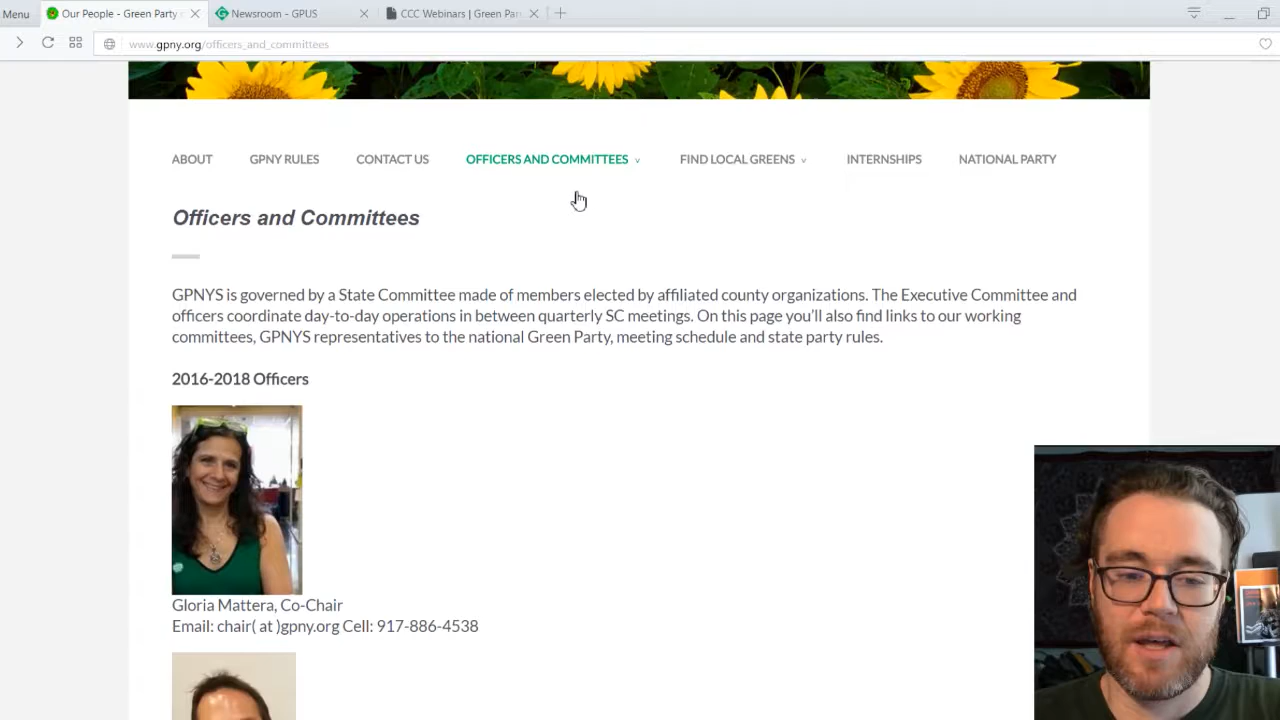 Menu
Our People - Green Party
Newsroom - GPUS
CCC Webinars | Green Par
www.gpny.org/officers_and_committees
ABOUT GPNY RULES CONTACT US OFFICERS AND COMMITTEES FIND LOCAL GREENS INTERNSHIPS NATIONAL PARTY
Officers and Committees
GPNYS is governed by a State Committee made of members elected by affiliated county organizations. The Executive Committee and
officers coordinate day-to-day operations in between quarterly SC meetings. On this page you'll also find links to our working
committees, GPNYS representatives to the national Green Party, meeting schedule and state party rules.
2016-2018 Officers
Gloria Mattera, Co-Chair
Email: chair( at )gpny.org Cell: 917-886-4538